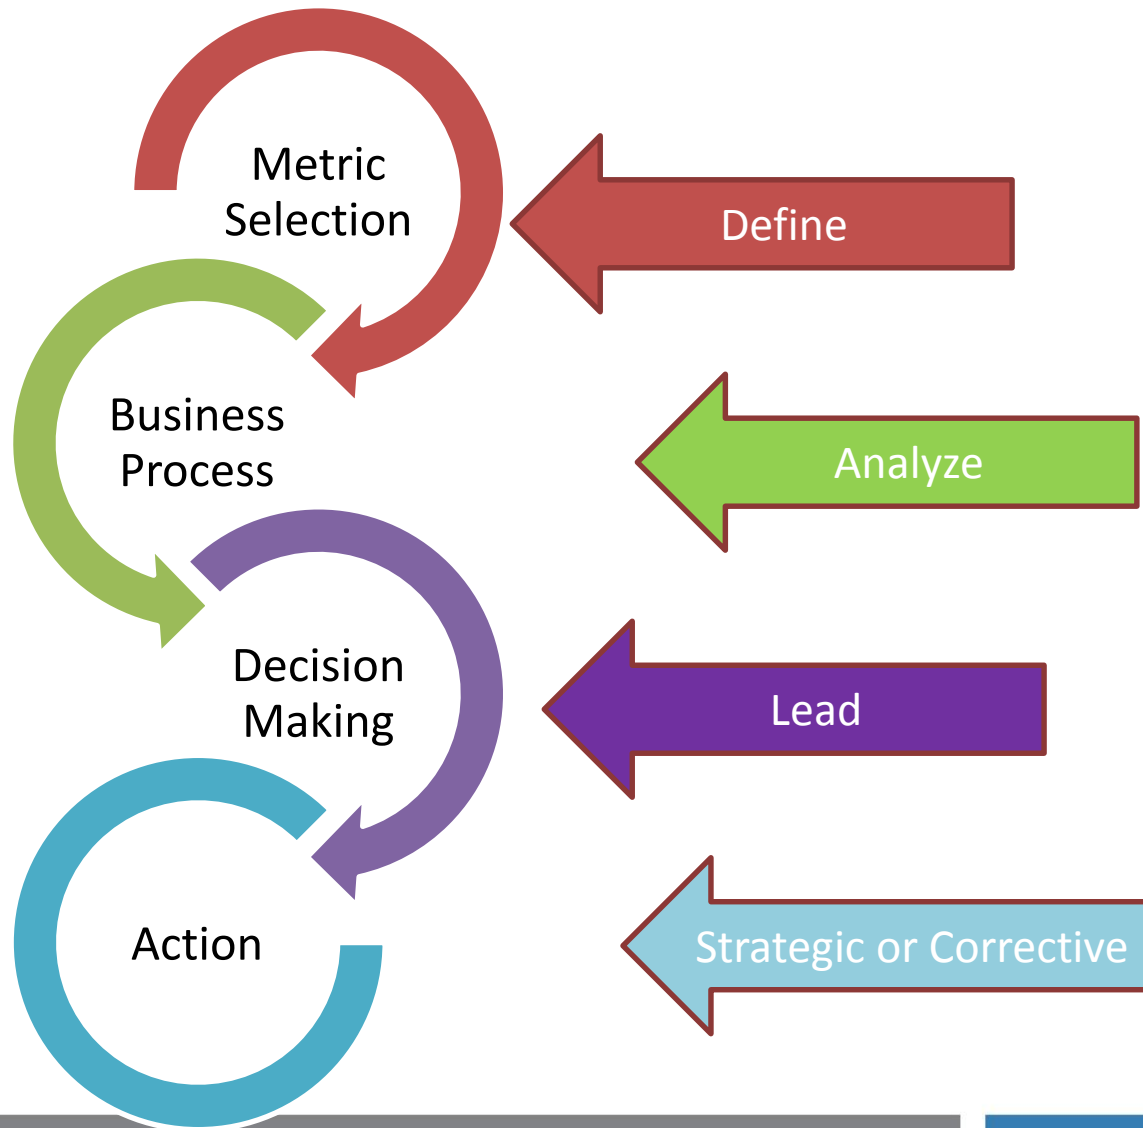 Metric
Selection
Define
Business
Process
Analyze
Decision
Making
Lead
Action
Strategic or Corrective